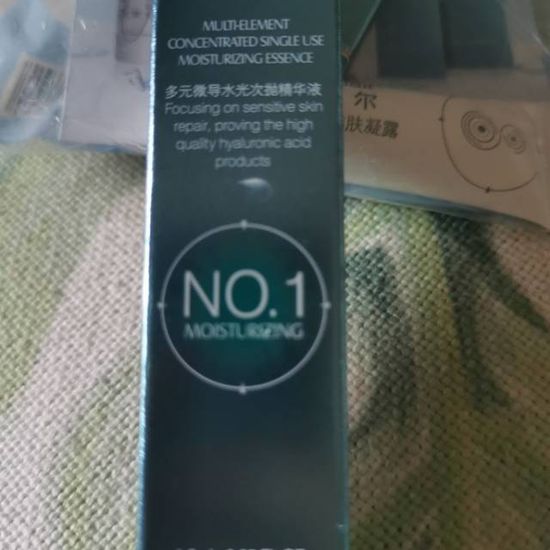 MULTI-ELEMENT
CONCENTRATED SINGLE USE
MOISTURIZING ESSENCE
多元微导水光次抛精华液
Focusing on sensitive skin
repair, proving the high
quality hyaluronic acid
products
NO.1
MOISTURIZING
尔
肤凝露